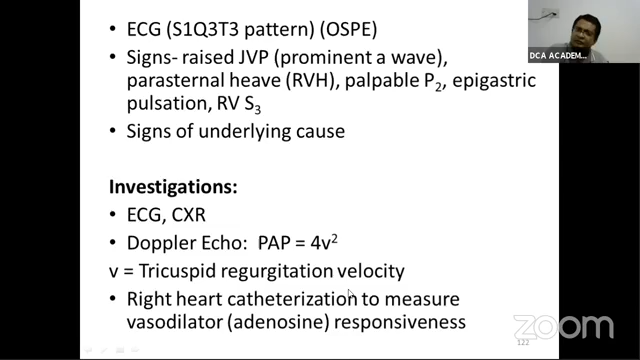 • ECG (S1Q3T3 pattern) (OSPE)
• Signs- raised JVP (prominent a wave),
parasternal heave (RVH), palpable P2, epigastric
pulsation, RV S3
• Signs of underlying cause
Investigations:
• ECG, CXR
• Doppler Echo: PAP = 4v²
v = Tricuspid regurgitation velocity
• Right heart catheterization to measure
vasodilator (adenosine) responsiveness
DCA ACADEM...
zoom
122